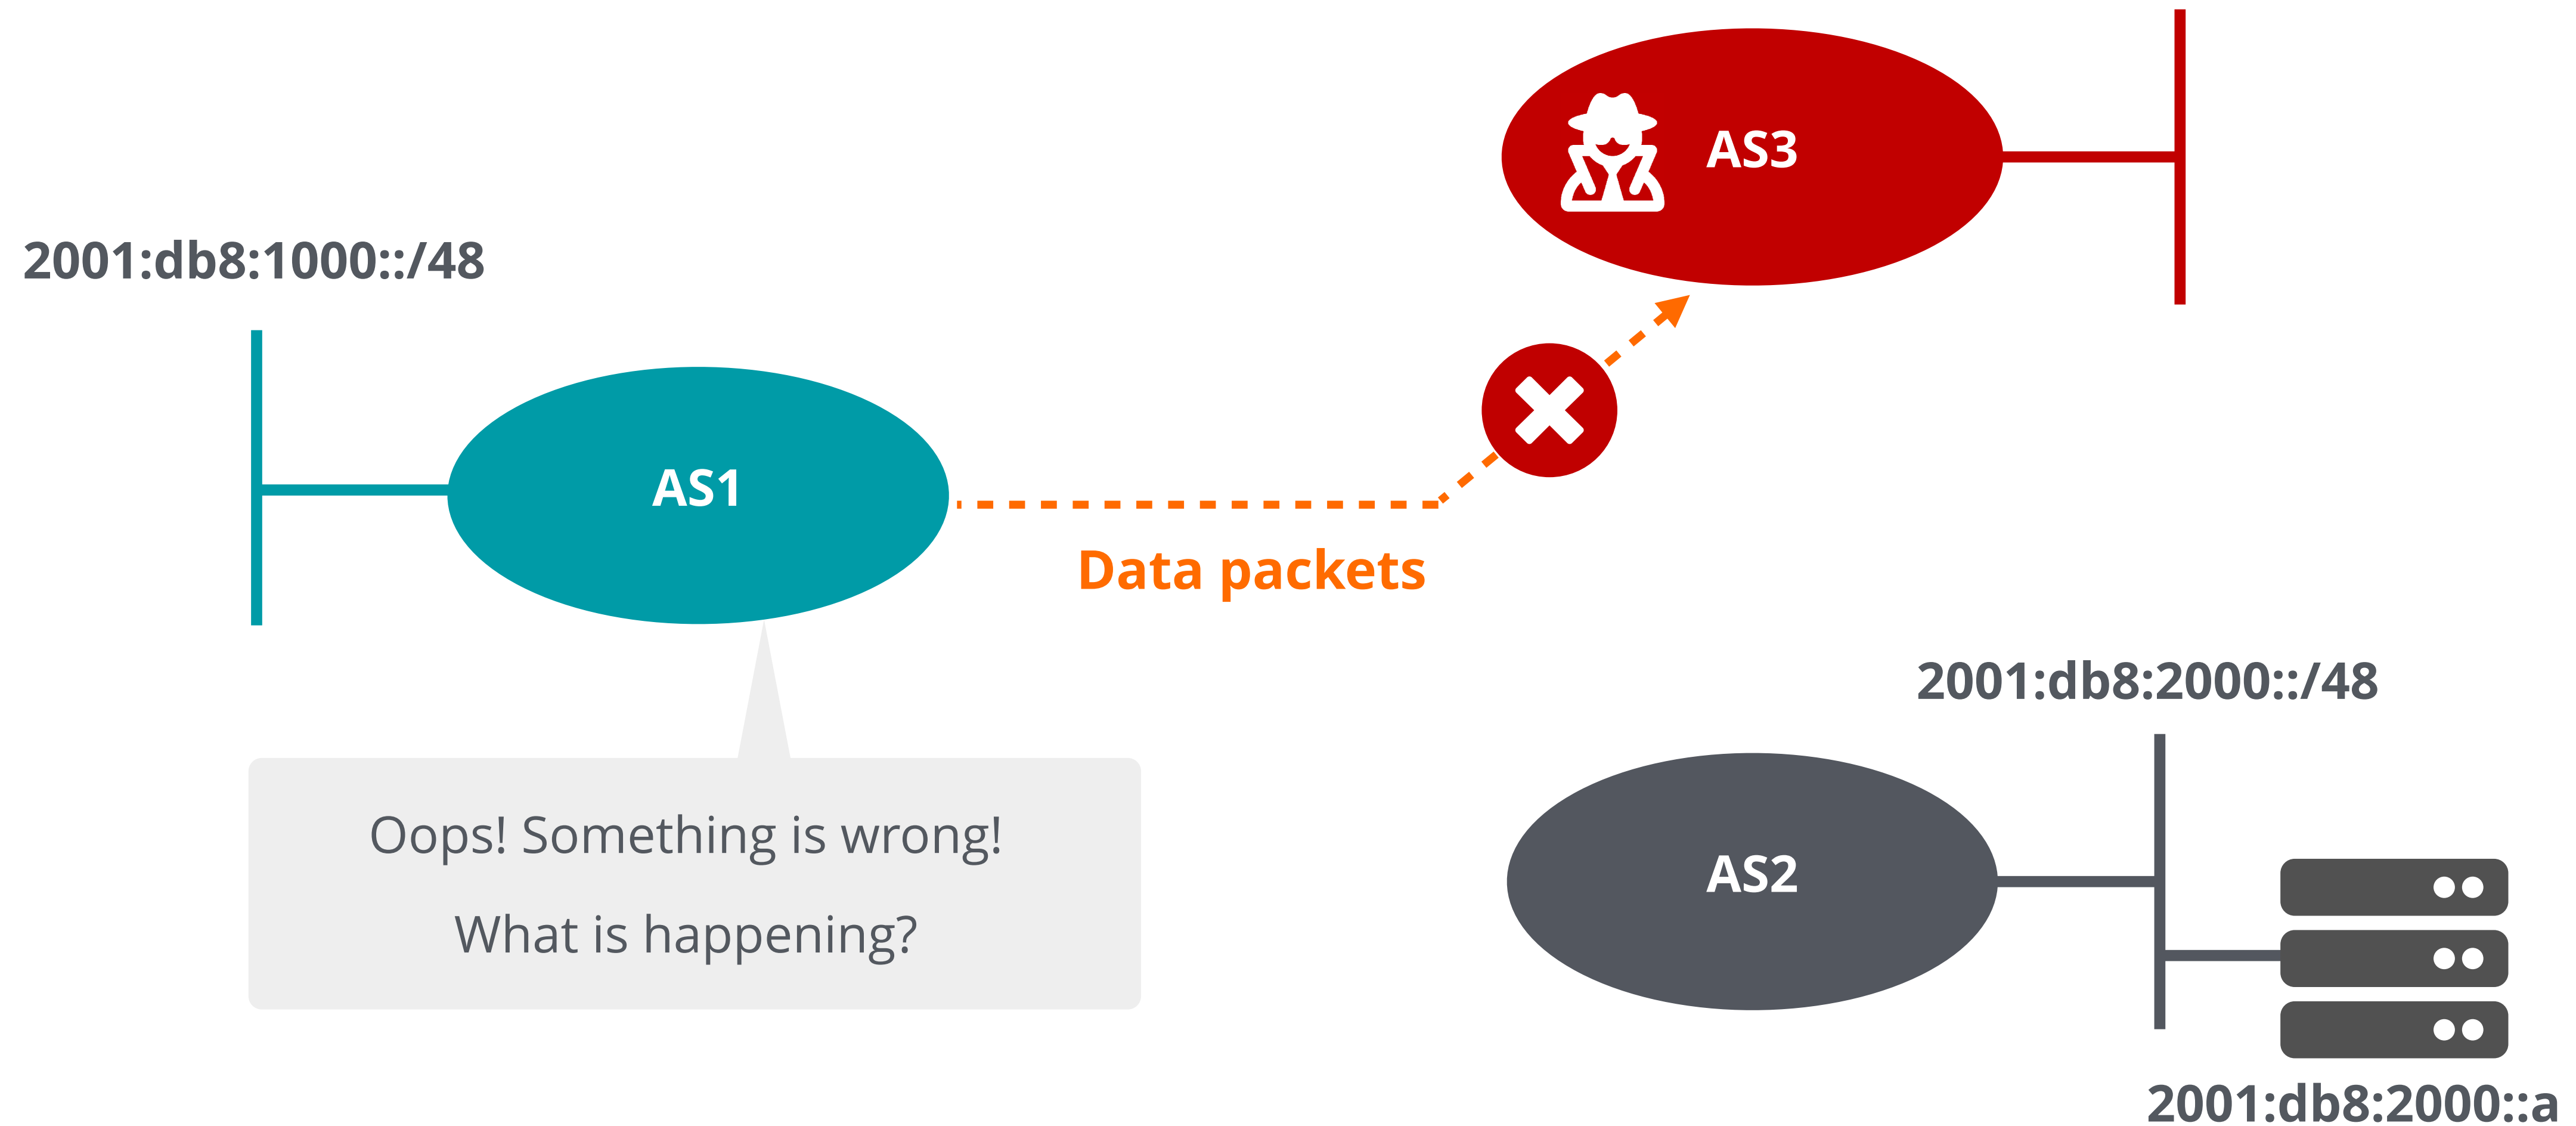 AS3
2001:db8:1000::/48
AS1
Data packets
2001:db8:2000::/48
Oops! Something is wrong!
What is happening?
AS2
2001:db8:2000::a